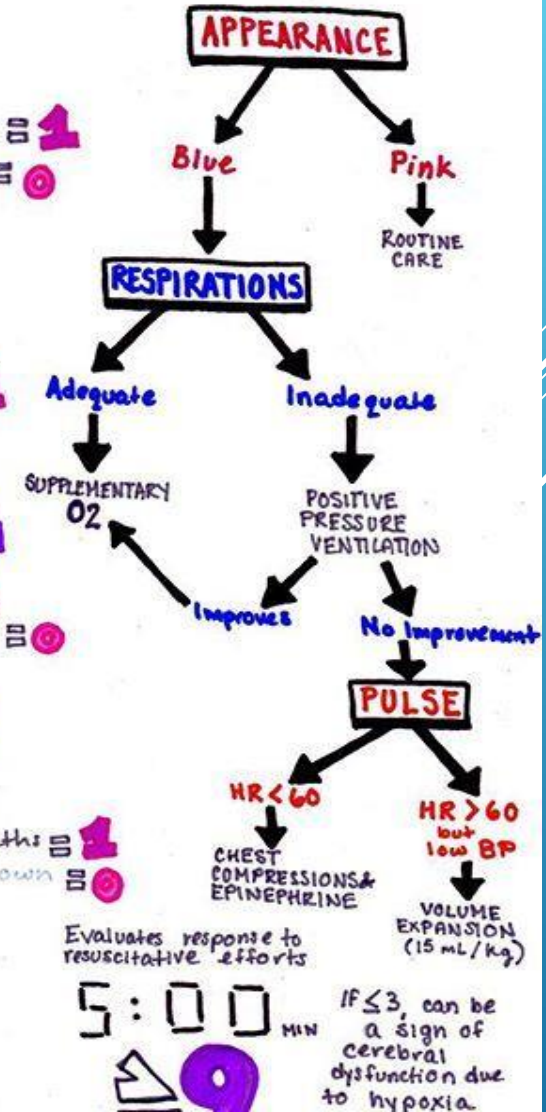 APPEARANCE
= 1
= 0
Blue
Pink
ROUTINE
CARE
RESPIRATIONS
Adequate
Inadequate
SUPPLEMENTARY
O2
POSITIVE
PRESSURE
VENTILATION
Improves
No Improvement
= 0
PULSE
HR < 60
HR > 60
but
low BP
= 1
own = 0
CHEST
COMPRESSIONS &
EPINEPHRINE
VOLUME
EXPANSION
(15 mL/Kg)
Evaluates response to
resuscitative efforts
5:00 MIN
IF ≤ 3, can be
a sign of
cerebral
dysfunction due
to hypoxia
9